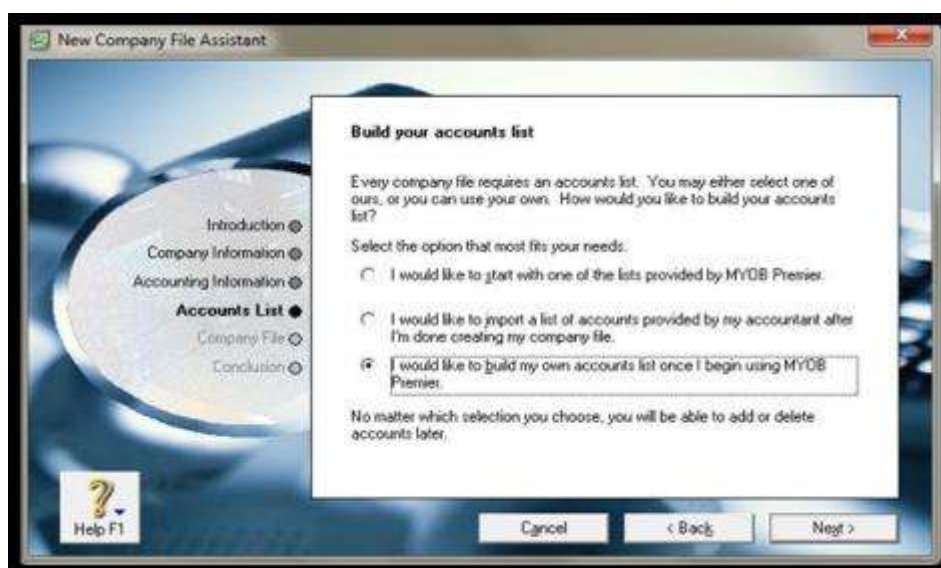 New Company File Assistant
Introduction
Company Information
Accounting Information
Accounts List
Company File
Conclusion
Build your accounts list
Every company file requires an accounts list. You may either select one of
ours, or you can use your own. How would you like to build your accounts
list?
Select the option that most fits your needs.
I would like to start with one of the lists provided by MYOB Premier.
I would like to import a list of accounts provided by my accountant after
I'm done creating my company file.
I would like to build my own accounts list once I begin using MYOB
Premier.
No matter which selection you choose, you will be able to add or delete
accounts later.
Help F1
Cancel
< Back
Next >